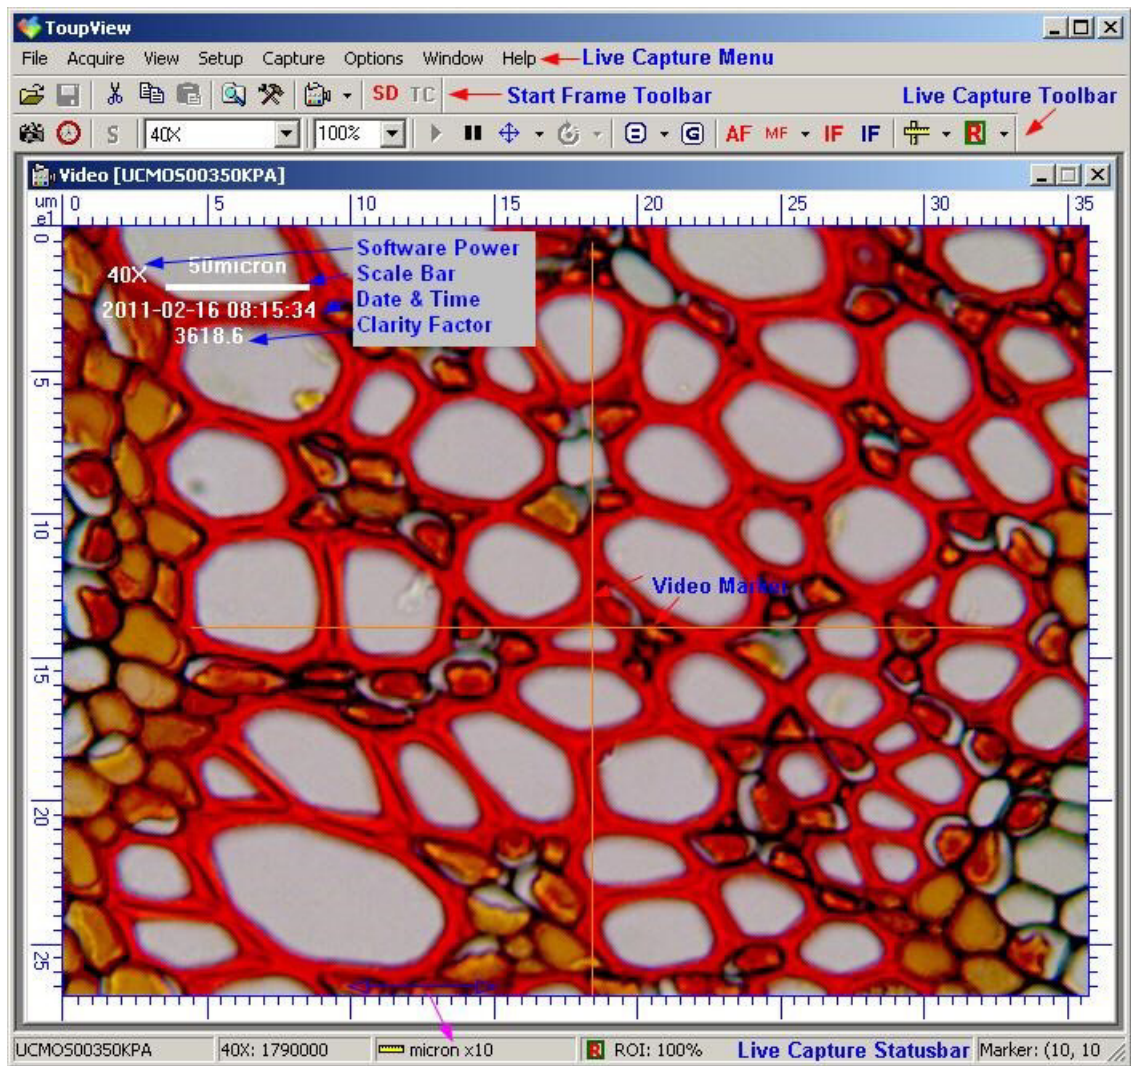 ToupView
File Acquire View Setup Capture Options Window Help Live Capture Menu
SD TC Start Frame Toolbar Live Capture Toolbar
S 40X 100% G AF MF IF IF R
Video [UCMOS00350KPA]
um e1 0 5 10 15 20 25 30 35
0
5
10
15
20
25
Software Power
40X 50micron
Scale Bar
2011-02-16 08:15:34 Date & Time
3618.6 Clarity Factor
Video Marker
UCMOS00350KPA 40X: 1790000 micron x10 R ROI: 100% Live Capture Statusbar Marker: (10, 10